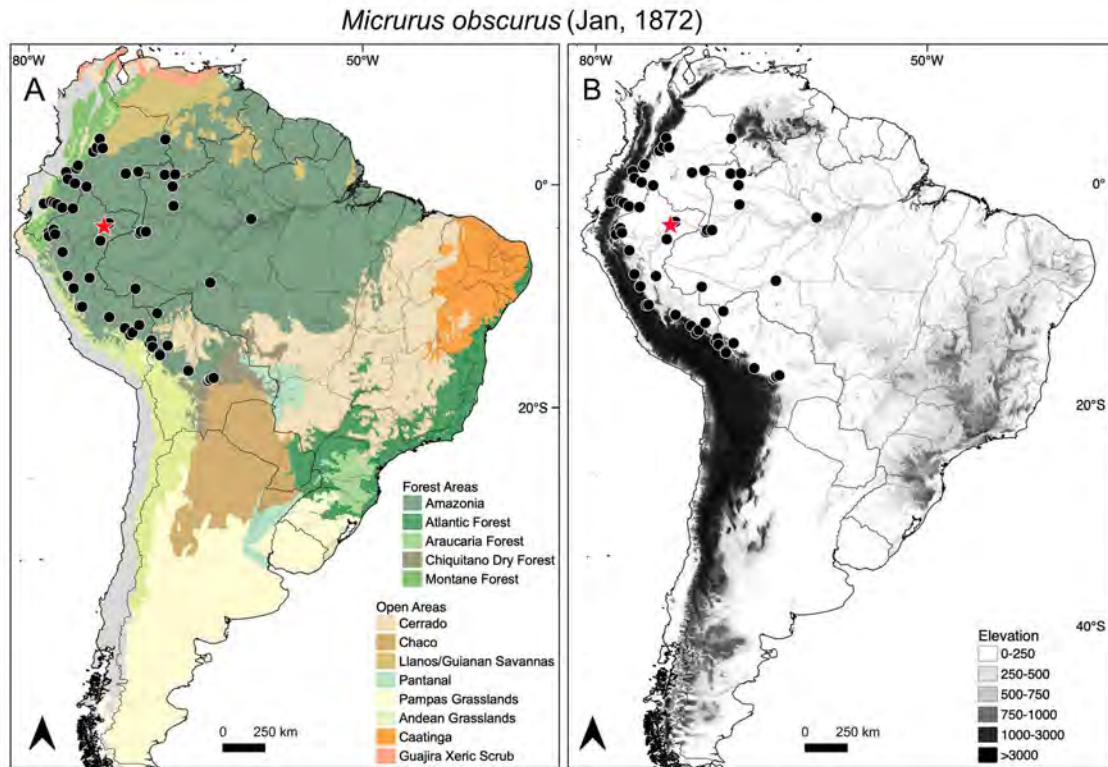 Micrurus obscurus (Jan, 1872)
A
80°W
50°W
0°
20°S
Forest Areas
Amazonia
Atlantic Forest
Araucaria Forest
Chiquitano Dry Forest
Montane Forest
Open Areas
Cerrado
Chaco
Llanos/Guianan Savannas
Pantanal
Pampas Grasslands
Andean Grasslands
Caatinga
Guajira Xeric Scrub
0 250 km
B
80°W
50°W
0°
20°S
40°S
Elevation
0-250
250-500
500-750
750-1000
1000-3000
>3000
0 250 km